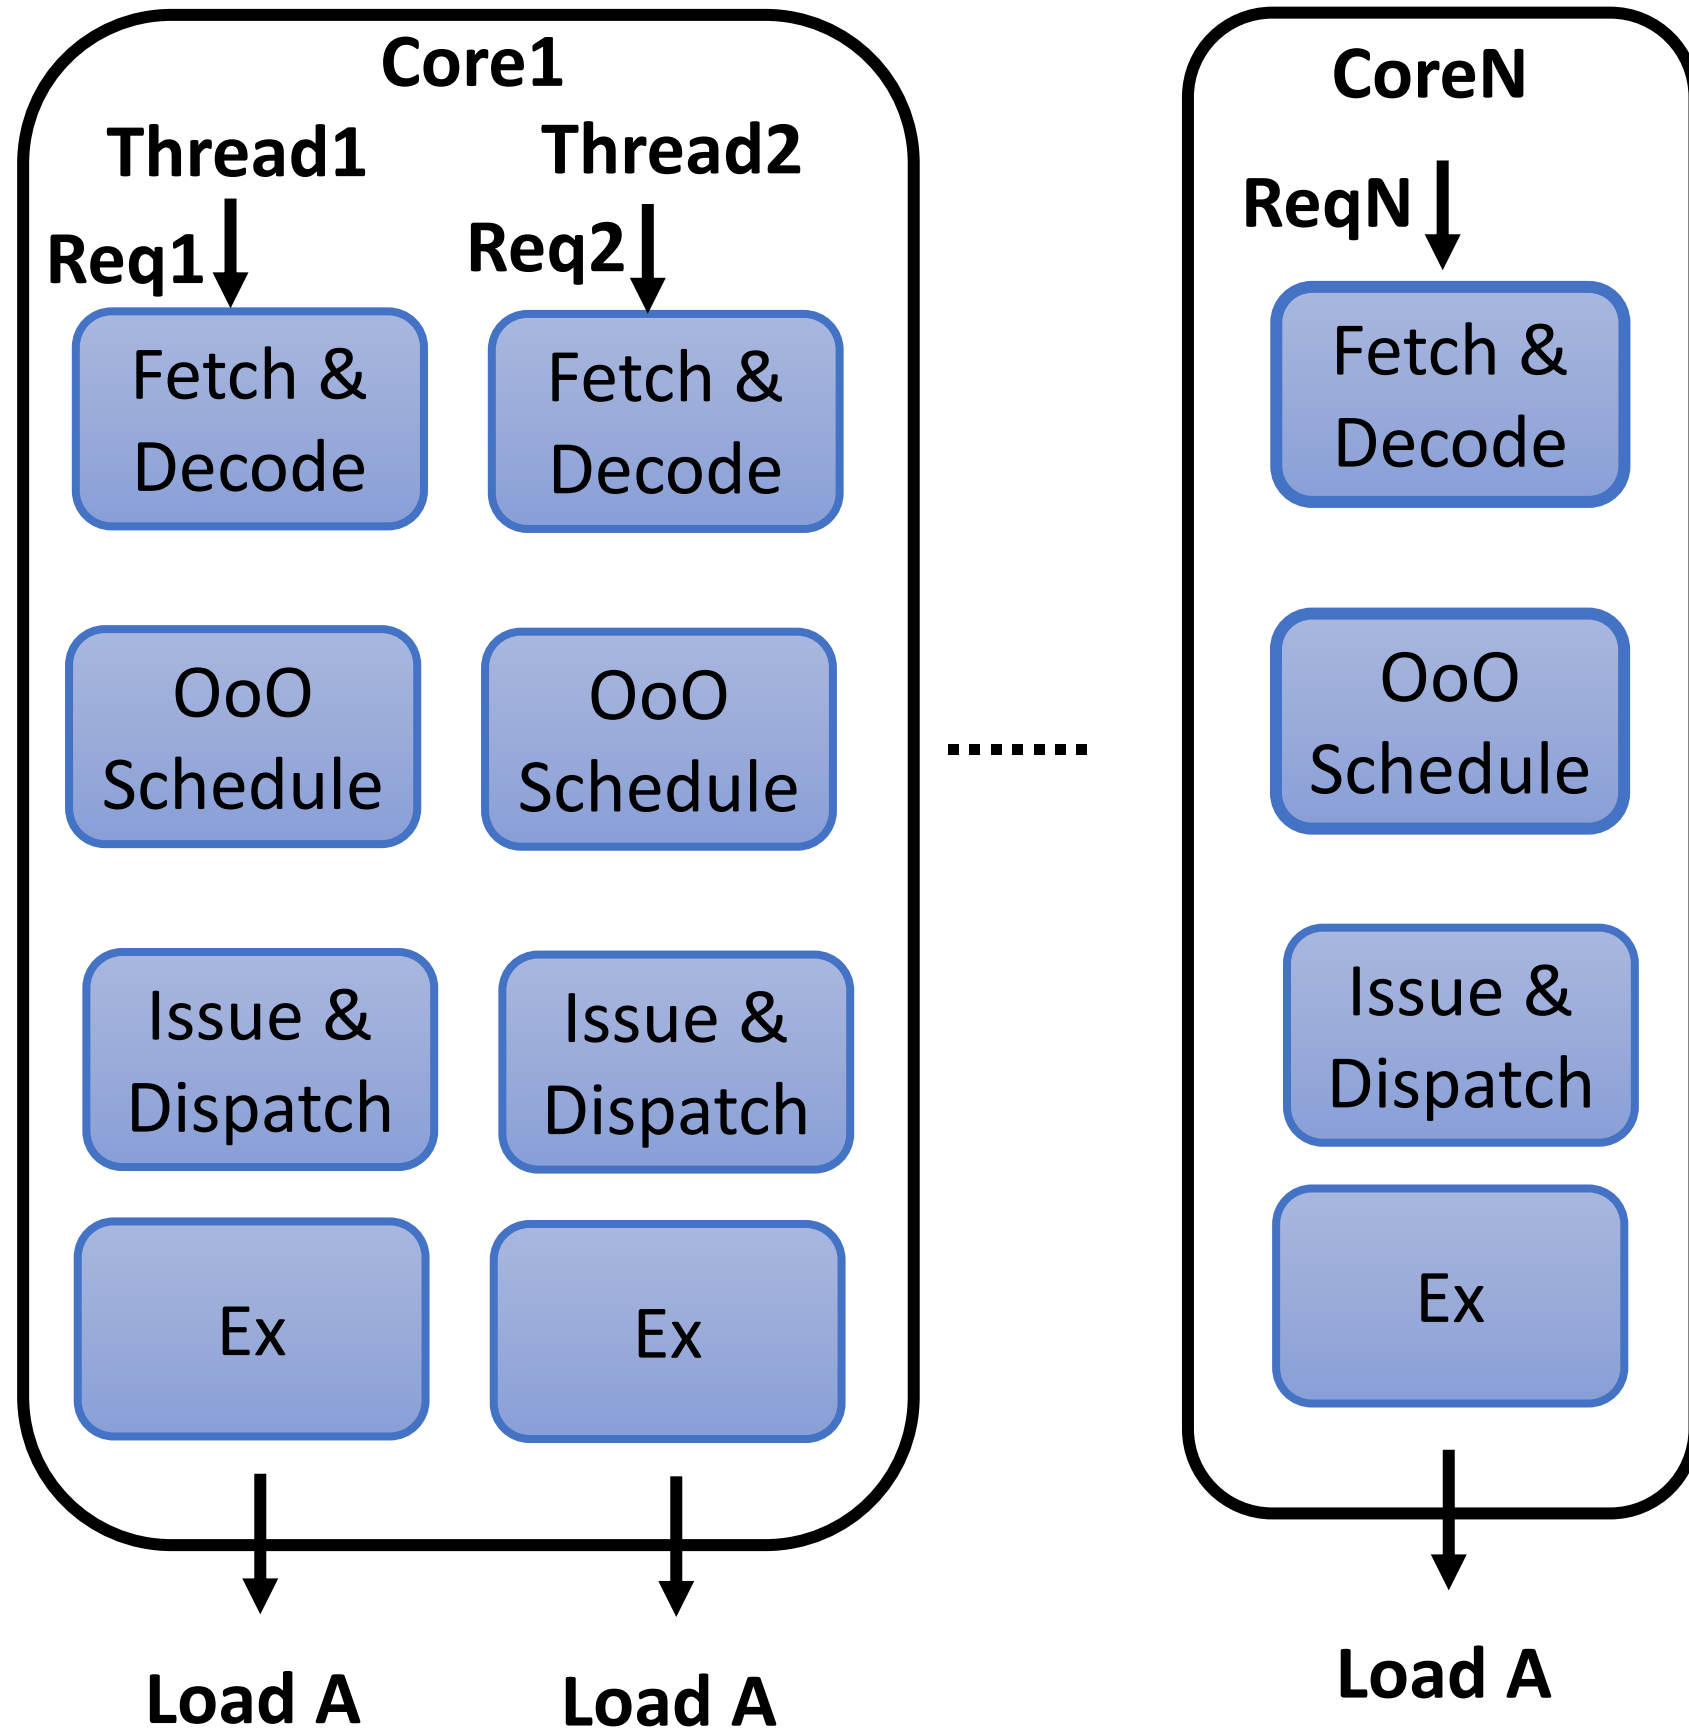 Core1
Thread1
Req1
Fetch &
Decode
OoO
Schedule
Issue &
Dispatch
Ex
Load A
Thread2
Req2
Fetch &
Decode
OoO
Schedule
Issue &
Dispatch
Ex
Load A
CoreN
ReqN
Fetch &
Decode
OoO
Schedule
Issue &
Dispatch
Ex
Load A